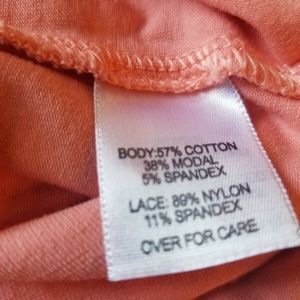 BODY:57% COTTON
38% MODAL
5% SPANDEX
LACE: 89% NYLON
11% SPANDEX
OVER FOR CARE